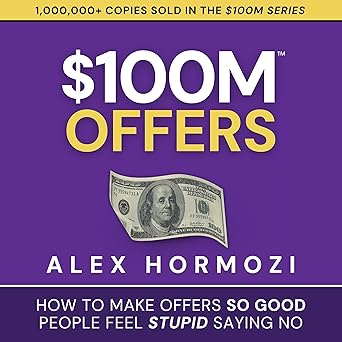 1,000,000+ COPIES SOLD IN THE $100M SERIES
$100M™
OFFERS
ALEX HORMOZI
HOW TO MAKE OFFERS SO GOOD
PEOPLE FEEL STUPID SAYING NO